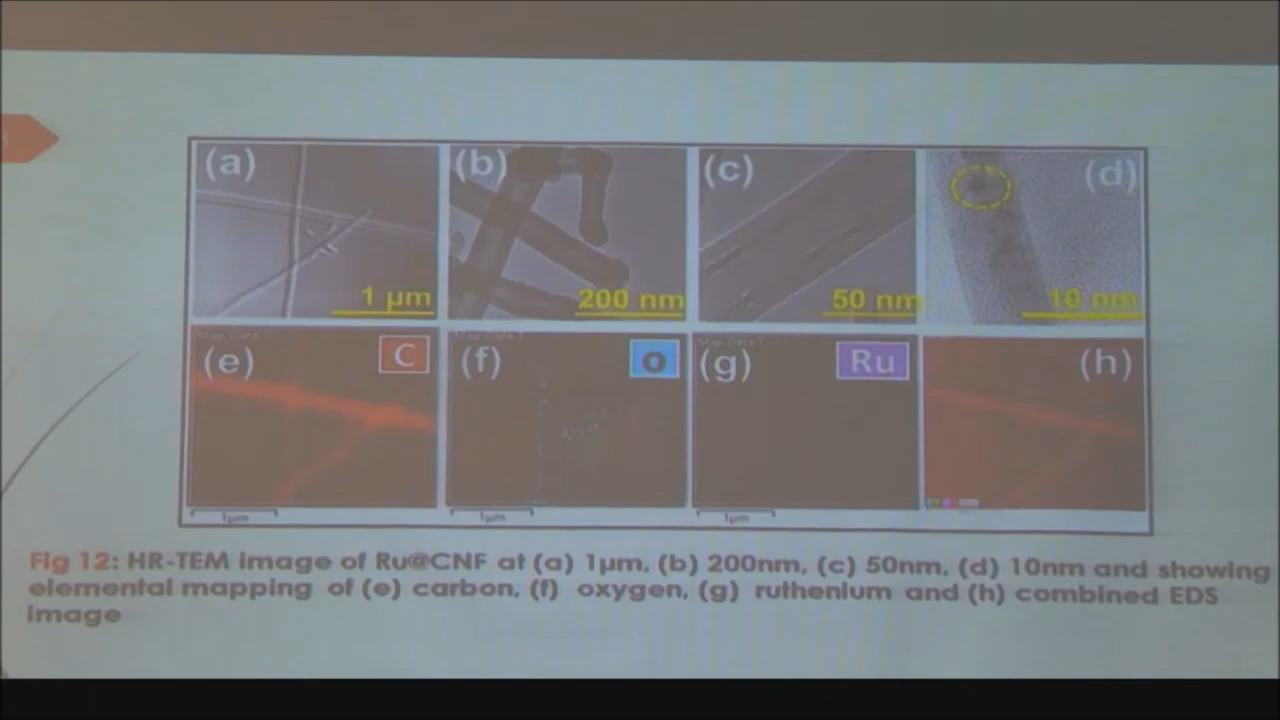 (a) (b) (c) (d)
1 µm 200 nm 50 nm 10 nm
(e) C (f) O (g) Ru (h)
1µm 1µm 1µm
Fig 12: HR-TEM image of Ru@CNF at (a) 1µm, (b) 200nm, (c) 50nm, (d) 10nm and showing
elemental mapping of (e) carbon, (f) oxygen, (g) ruthenium and (h) combined EDS
image